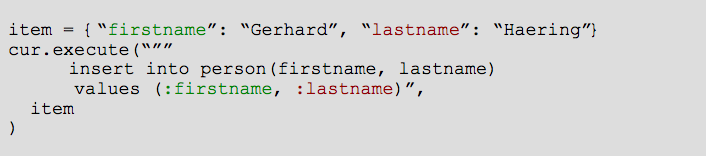 item = { “firstname”: “Gerhard”, “lastname”: “Haering”}
cur.execute(“””
insert into person(firstname, lastname)
values (:firstname, :lastname)”,
item
)